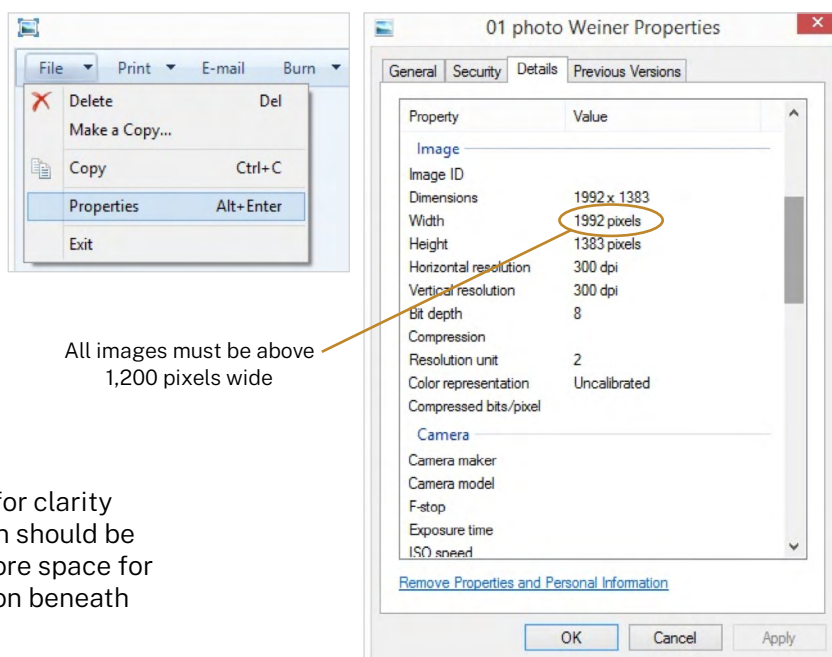 File Print E-mail Burn
Delete Del
Make a Copy...
Copy Ctrl+C
Properties Alt+Enter
Exit
All images must be above
1,200 pixels wide
for clarity
should be
space for
beneath
01 photo Weiner Properties
General Security Details Previous Versions
Property Value
Image
Image ID
Dimensions 1992 x 1383
Width 1992 pixels
Height 1383 pixels
Horizontal resolution 300 dpi
Vertical resolution 300 dpi
Bit depth 8
Compression
Resolution unit 2
Color representation Uncalibrated
Compressed bits/pixel
Camera
Camera maker
Camera model
F-stop
Exposure time
ISO speed
Remove Properties and Personal Information
OK Cancel Apply